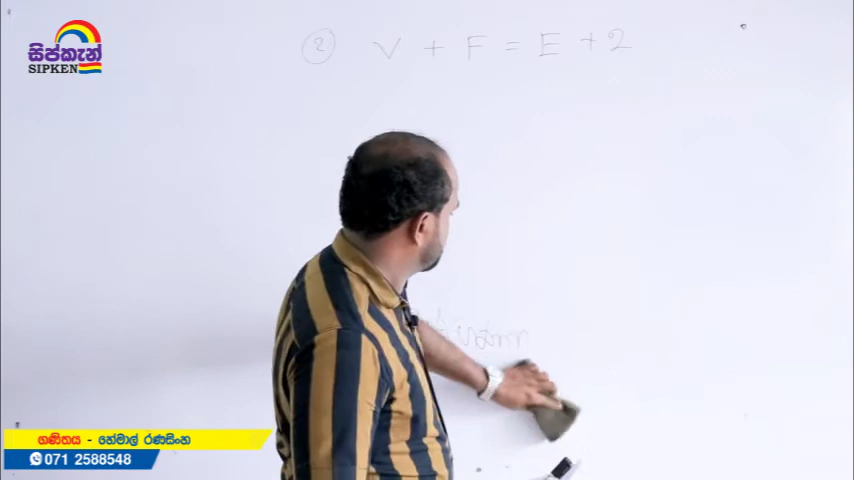 සිප්කැන්
SIPKEN
② V + F = E + 2
ගණිතය - හේමාල් රණසිංහ
071 2588548